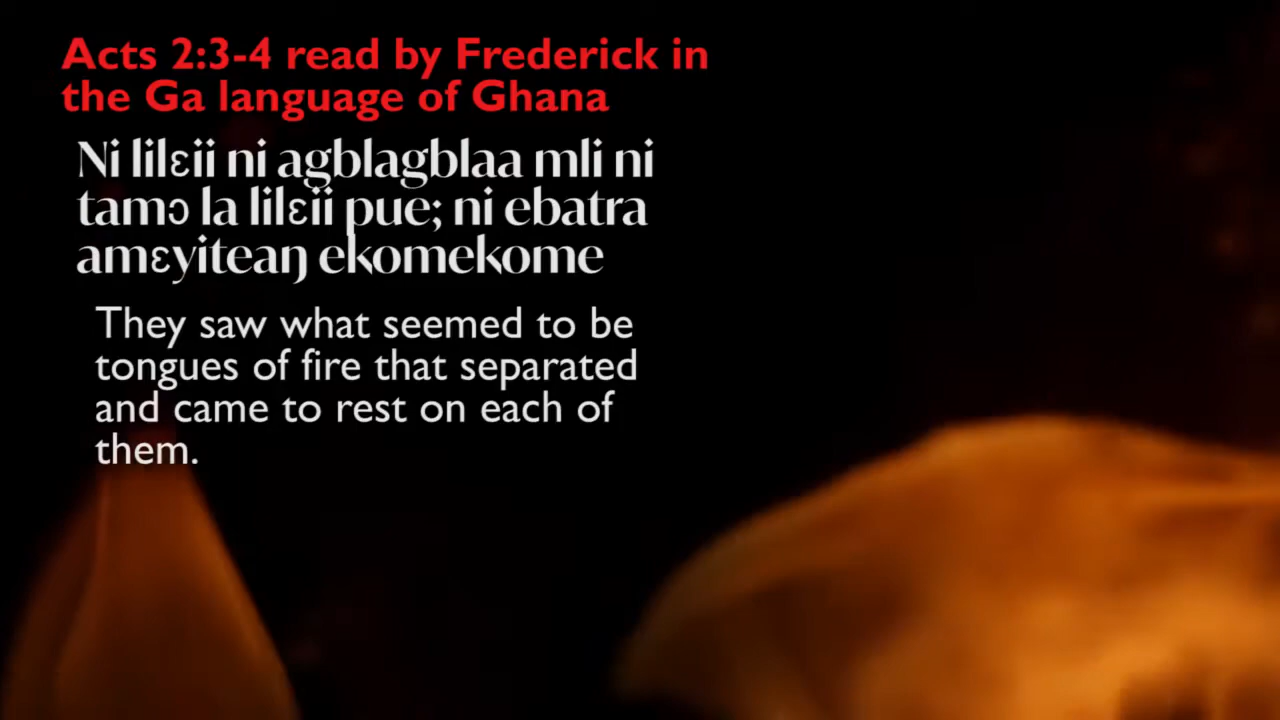 Acts 2:3-4 read by Frederick in
the Ga language of Ghana
Ni lilɛii ni agblagblaa mli ni
tamɔ la lilɛii pue; ni ebatra
amɛyiteaŋ ekomekome
They saw what seemed to be
tongues of fire that separated
and came to rest on each of
them.